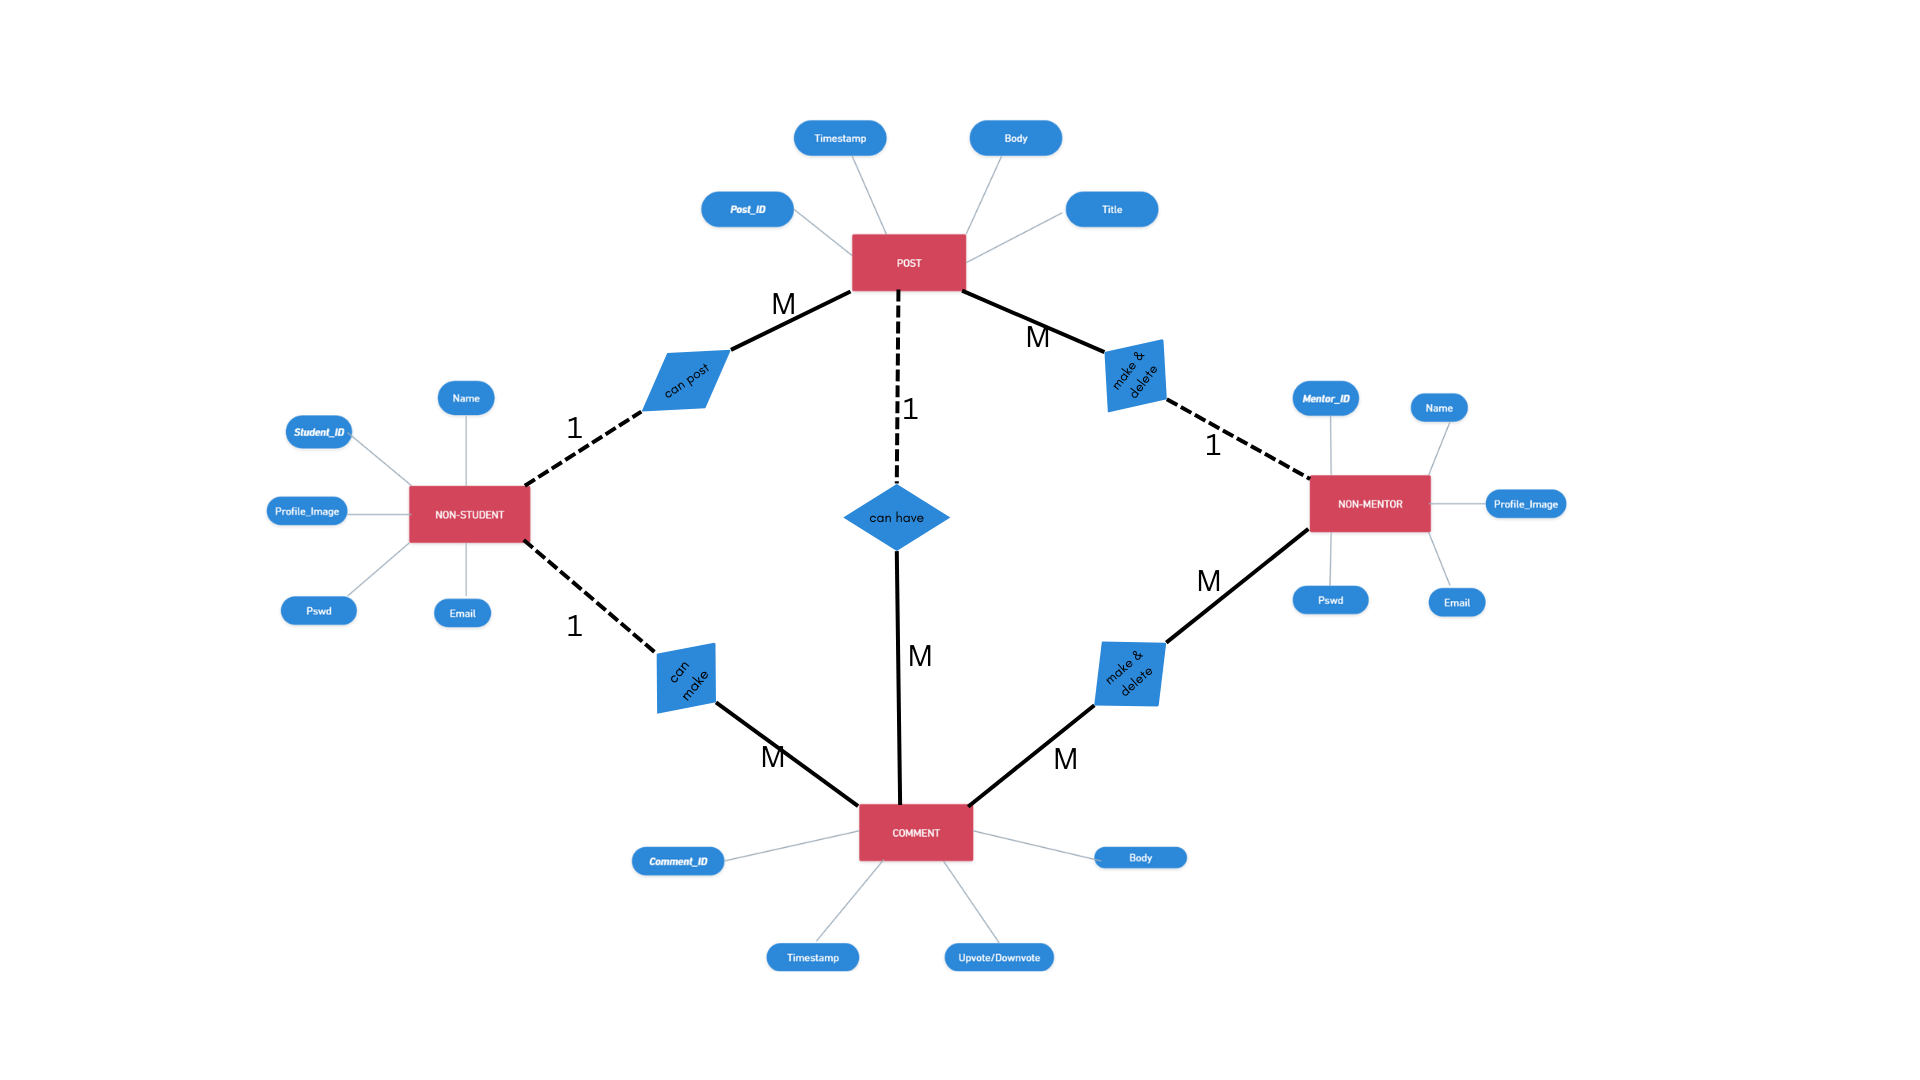 Timestamp
Body
Post_ID
Title
POST
M
M
can post
make &
delete
1
1
1
Name
Student_ID
Profile_Image
NON-STUDENT
Pswd
Email
can have
Mentor_ID
Name
NON-MENTOR
Profile_Image
Pswd
Email
1
M
M
can
make
make &
delete
M
M
COMMENT
Comment_ID
Body
Timestamp
Upvote/Downvote